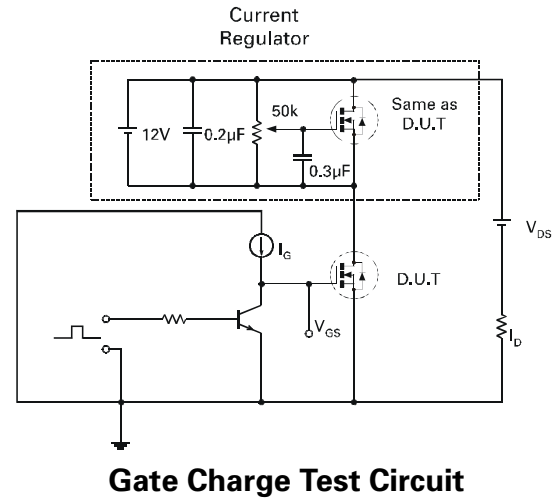 Current
Regulator
12V
0.2µF
50k
0.3µF
Same as
D.U.T
I_G
V_GS
D.U.T
V_DS
I_D
Gate Charge Test Circuit